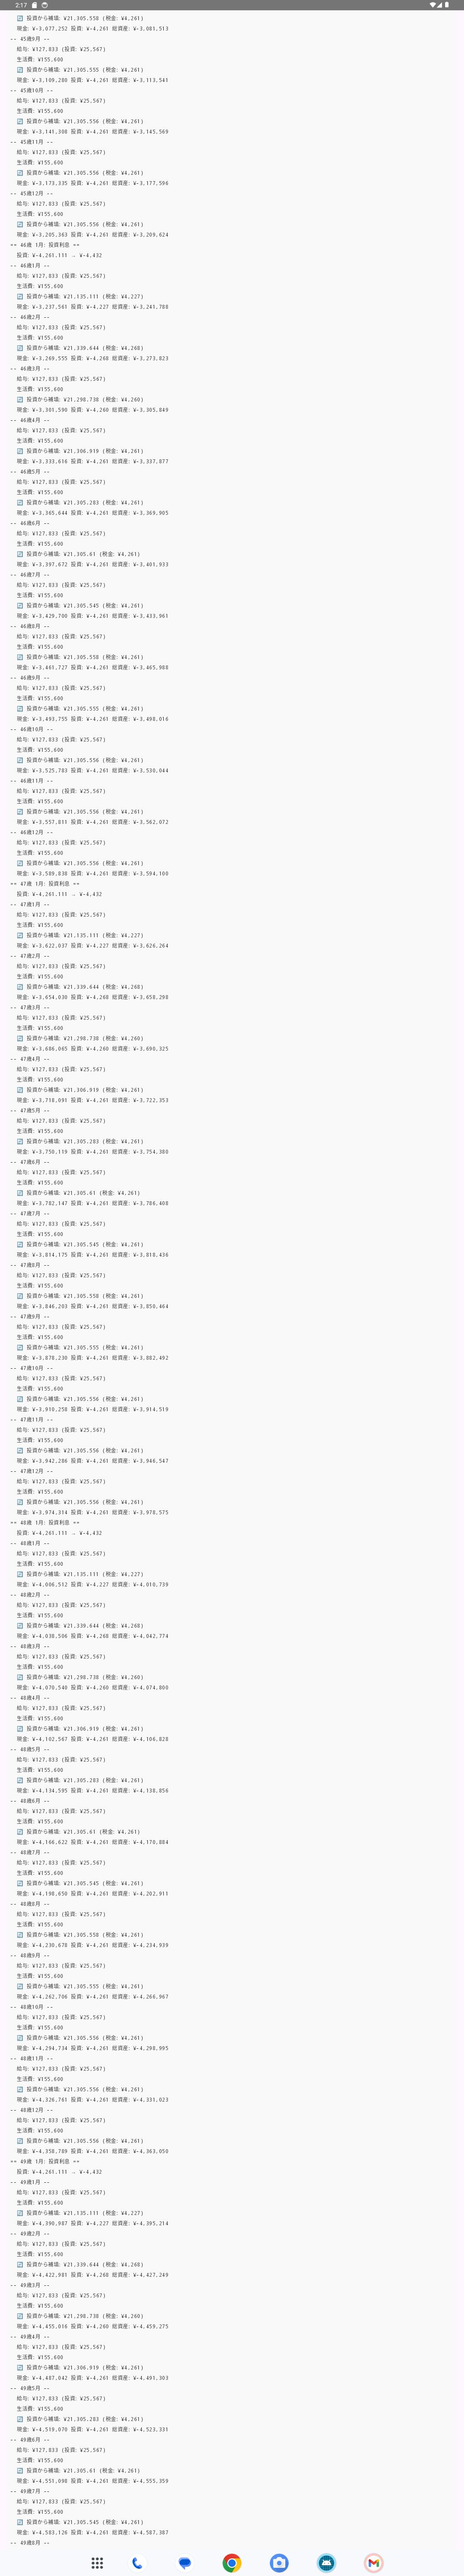 2:17
🔄 投資から補填: ¥21,305.558 (税金: ¥4,261)
現金: ¥-3,077,252 投資: ¥-4,261 総資産: ¥-3,081,513
-- 45歳9月 --
給与: ¥127,833 (投資: ¥25,567)
生活費: ¥155,600
🔄 投資から補填: ¥21,305.555 (税金: ¥4,261)
現金: ¥-3,109,280 投資: ¥-4,261 総資産: ¥-3,113,541
-- 45歳10月 --
給与: ¥127,833 (投資: ¥25,567)
生活費: ¥155,600
🔄 投資から補填: ¥21,305.556 (税金: ¥4,261)
現金: ¥-3,141,308 投資: ¥-4,261 総資産: ¥-3,145,569
-- 45歳11月 --
給与: ¥127,833 (投資: ¥25,567)
生活費: ¥155,600
🔄 投資から補填: ¥21,305.556 (税金: ¥4,261)
現金: ¥-3,173,335 投資: ¥-4,261 総資産: ¥-3,177,596
-- 45歳12月 --
給与: ¥127,833 (投資: ¥25,567)
生活費: ¥155,600
🔄 投資から補填: ¥21,305.556 (税金: ¥4,261)
現金: ¥-3,205,363 投資: ¥-4,261 総資産: ¥-3,209,624
== 46歳 1月: 投資利息 ==
投資: ¥-4,261.111 → ¥-4,432
-- 46歳1月 --
給与: ¥127,833 (投資: ¥25,567)
生活費: ¥155,600
🔄 投資から補填: ¥21,135.111 (税金: ¥4,227)
現金: ¥-3,237,561 投資: ¥-4,227 総資産: ¥-3,241,788
-- 46歳2月 --
給与: ¥127,833 (投資: ¥25,567)
生活費: ¥155,600
🔄 投資から補填: ¥21,339.644 (税金: ¥4,268)
現金: ¥-3,269,555 投資: ¥-4,268 総資産: ¥-3,273,823
-- 46歳3月 --
給与: ¥127,833 (投資: ¥25,567)
生活費: ¥155,600
🔄 投資から補填: ¥21,298.738 (税金: ¥4,260)
現金: ¥-3,301,590 投資: ¥-4,260 総資産: ¥-3,305,849
-- 46歳4月 --
給与: ¥127,833 (投資: ¥25,567)
生活費: ¥155,600
🔄 投資から補填: ¥21,306.919 (税金: ¥4,261)
現金: ¥-3,333,616 投資: ¥-4,261 総資産: ¥-3,337,877
-- 46歳5月 --
給与: ¥127,833 (投資: ¥25,567)
生活費: ¥155,600
🔄 投資から補填: ¥21,305.283 (税金: ¥4,261)
現金: ¥-3,365,644 投資: ¥-4,261 総資産: ¥-3,369,905
-- 46歳6月 --
給与: ¥127,833 (投資: ¥25,567)
生活費: ¥155,600
🔄 投資から補填: ¥21,305.61 (税金: ¥4,261)
現金: ¥-3,397,672 投資: ¥-4,261 総資産: ¥-3,401,933
-- 46歳7月 --
給与: ¥127,833 (投資: ¥25,567)
生活費: ¥155,600
🔄 投資から補填: ¥21,305.545 (税金: ¥4,261)
現金: ¥-3,429,700 投資: ¥-4,261 総資産: ¥-3,433,961
-- 46歳8月 --
給与: ¥127,833 (投資: ¥25,567)
生活費: ¥155,600
🔄 投資から補填: ¥21,305.558 (税金: ¥4,261)
現金: ¥-3,461,727 投資: ¥-4,261 総資産: ¥-3,465,988
-- 46歳9月 --
給与: ¥127,833 (投資: ¥25,567)
生活費: ¥155,600
🔄 投資から補填: ¥21,305.555 (税金: ¥4,261)
現金: ¥-3,493,755 投資: ¥-4,261 総資産: ¥-3,498,016
-- 46歳10月 --
給与: ¥127,833 (投資: ¥25,567)
生活費: ¥155,600
🔄 投資から補填: ¥21,305.556 (税金: ¥4,261)
現金: ¥-3,525,783 投資: ¥-4,261 総資産: ¥-3,530,044
-- 46歳11月 --
給与: ¥127,833 (投資: ¥25,567)
生活費: ¥155,600
🔄 投資から補填: ¥21,305.556 (税金: ¥4,261)
現金: ¥-3,557,811 投資: ¥-4,261 総資産: ¥-3,562,072
-- 46歳12月 --
給与: ¥127,833 (投資: ¥25,567)
生活費: ¥155,600
🔄 投資から補填: ¥21,305.556 (税金: ¥4,261)
現金: ¥-3,589,838 投資: ¥-4,261 総資産: ¥-3,594,100
== 47歳 1月: 投資利息 ==
投資: ¥-4,261.111 → ¥-4,432
-- 47歳1月 --
給与: ¥127,833 (投資: ¥25,567)
生活費: ¥155,600
🔄 投資から補填: ¥21,135.111 (税金: ¥4,227)
現金: ¥-3,622,037 投資: ¥-4,227 総資産: ¥-3,626,264
-- 47歳2月 --
給与: ¥127,833 (投資: ¥25,567)
生活費: ¥155,600
🔄 投資から補填: ¥21,339.644 (税金: ¥4,268)
現金: ¥-3,654,030 投資: ¥-4,268 総資産: ¥-3,658,298
-- 47歳3月 --
給与: ¥127,833 (投資: ¥25,567)
生活費: ¥155,600
🔄 投資から補填: ¥21,298.738 (税金: ¥4,260)
現金: ¥-3,686,065 投資: ¥-4,260 総資産: ¥-3,690,325
-- 47歳4月 --
給与: ¥127,833 (投資: ¥25,567)
生活費: ¥155,600
🔄 投資から補填: ¥21,306.919 (税金: ¥4,261)
現金: ¥-3,718,091 投資: ¥-4,261 総資産: ¥-3,722,353
-- 47歳5月 --
給与: ¥127,833 (投資: ¥25,567)
生活費: ¥155,600
🔄 投資から補填: ¥21,305.283 (税金: ¥4,261)
現金: ¥-3,750,119 投資: ¥-4,261 総資産: ¥-3,754,380
-- 47歳6月 --
給与: ¥127,833 (投資: ¥25,567)
生活費: ¥155,600
🔄 投資から補填: ¥21,305.61 (税金: ¥4,261)
現金: ¥-3,782,147 投資: ¥-4,261 総資産: ¥-3,786,408
-- 47歳7月 --
給与: ¥127,833 (投資: ¥25,567)
生活費: ¥155,600
🔄 投資から補填: ¥21,305.545 (税金: ¥4,261)
現金: ¥-3,814,175 投資: ¥-4,261 総資産: ¥-3,818,436
-- 47歳8月 --
給与: ¥127,833 (投資: ¥25,567)
生活費: ¥155,600
🔄 投資から補填: ¥21,305.558 (税金: ¥4,261)
現金: ¥-3,846,203 投資: ¥-4,261 総資産: ¥-3,850,464
-- 47歳9月 --
給与: ¥127,833 (投資: ¥25,567)
生活費: ¥155,600
🔄 投資から補填: ¥21,305.555 (税金: ¥4,261)
現金: ¥-3,878,230 投資: ¥-4,261 総資産: ¥-3,882,492
-- 47歳10月 --
給与: ¥127,833 (投資: ¥25,567)
生活費: ¥155,600
🔄 投資から補填: ¥21,305.556 (税金: ¥4,261)
現金: ¥-3,910,258 投資: ¥-4,261 総資産: ¥-3,914,519
-- 47歳11月 --
給与: ¥127,833 (投資: ¥25,567)
生活費: ¥155,600
🔄 投資から補填: ¥21,305.556 (税金: ¥4,261)
現金: ¥-3,942,286 投資: ¥-4,261 総資産: ¥-3,946,547
-- 47歳12月 --
給与: ¥127,833 (投資: ¥25,567)
生活費: ¥155,600
🔄 投資から補填: ¥21,305.556 (税金: ¥4,261)
現金: ¥-3,974,314 投資: ¥-4,261 総資産: ¥-3,978,575
== 48歳 1月: 投資利息 ==
投資: ¥-4,261.111 → ¥-4,432
-- 48歳1月 --
給与: ¥127,833 (投資: ¥25,567)
生活費: ¥155,600
🔄 投資から補填: ¥21,135.111 (税金: ¥4,227)
現金: ¥-4,006,512 投資: ¥-4,227 総資産: ¥-4,010,739
-- 48歳2月 --
給与: ¥127,833 (投資: ¥25,567)
生活費: ¥155,600
🔄 投資から補填: ¥21,339.644 (税金: ¥4,268)
現金: ¥-4,038,506 投資: ¥-4,268 総資産: ¥-4,042,774
-- 48歳3月 --
給与: ¥127,833 (投資: ¥25,567)
生活費: ¥155,600
🔄 投資から補填: ¥21,298.738 (税金: ¥4,260)
現金: ¥-4,070,540 投資: ¥-4,260 総資産: ¥-4,074,800
-- 48歳4月 --
給与: ¥127,833 (投資: ¥25,567)
生活費: ¥155,600
🔄 投資から補填: ¥21,306.919 (税金: ¥4,261)
現金: ¥-4,102,567 投資: ¥-4,261 総資産: ¥-4,106,828
-- 48歳5月 --
給与: ¥127,833 (投資: ¥25,567)
生活費: ¥155,600
🔄 投資から補填: ¥21,305.283 (税金: ¥4,261)
現金: ¥-4,134,595 投資: ¥-4,261 総資産: ¥-4,138,856
-- 48歳6月 --
給与: ¥127,833 (投資: ¥25,567)
生活費: ¥155,600
🔄 投資から補填: ¥21,305.61 (税金: ¥4,261)
現金: ¥-4,166,622 投資: ¥-4,261 総資産: ¥-4,170,884
-- 48歳7月 --
給与: ¥127,833 (投資: ¥25,567)
生活費: ¥155,600
🔄 投資から補填: ¥21,305.545 (税金: ¥4,261)
現金: ¥-4,198,650 投資: ¥-4,261 総資産: ¥-4,202,911
-- 48歳8月 --
給与: ¥127,833 (投資: ¥25,567)
生活費: ¥155,600
🔄 投資から補填: ¥21,305.558 (税金: ¥4,261)
現金: ¥-4,230,678 投資: ¥-4,261 総資産: ¥-4,234,939
-- 48歳9月 --
給与: ¥127,833 (投資: ¥25,567)
生活費: ¥155,600
🔄 投資から補填: ¥21,305.555 (税金: ¥4,261)
現金: ¥-4,262,706 投資: ¥-4,261 総資産: ¥-4,266,967
-- 48歳10月 --
給与: ¥127,833 (投資: ¥25,567)
生活費: ¥155,600
🔄 投資から補填: ¥21,305.556 (税金: ¥4,261)
現金: ¥-4,294,734 投資: ¥-4,261 総資産: ¥-4,298,995
-- 48歳11月 --
給与: ¥127,833 (投資: ¥25,567)
生活費: ¥155,600
🔄 投資から補填: ¥21,305.556 (税金: ¥4,261)
現金: ¥-4,326,761 投資: ¥-4,261 総資産: ¥-4,331,023
-- 48歳12月 --
給与: ¥127,833 (投資: ¥25,567)
生活費: ¥155,600
🔄 投資から補填: ¥21,305.556 (税金: ¥4,261)
現金: ¥-4,358,789 投資: ¥-4,261 総資産: ¥-4,363,050
== 49歳 1月: 投資利息 ==
投資: ¥-4,261.111 → ¥-4,432
-- 49歳1月 --
給与: ¥127,833 (投資: ¥25,567)
生活費: ¥155,600
🔄 投資から補填: ¥21,135.111 (税金: ¥4,227)
現金: ¥-4,390,987 投資: ¥-4,227 総資産: ¥-4,395,214
-- 49歳2月 --
給与: ¥127,833 (投資: ¥25,567)
生活費: ¥155,600
🔄 投資から補填: ¥21,339.644 (税金: ¥4,268)
現金: ¥-4,422,981 投資: ¥-4,268 総資産: ¥-4,427,249
-- 49歳3月 --
給与: ¥127,833 (投資: ¥25,567)
生活費: ¥155,600
🔄 投資から補填: ¥21,298.738 (税金: ¥4,260)
現金: ¥-4,455,016 投資: ¥-4,260 総資産: ¥-4,459,275
-- 49歳4月 --
給与: ¥127,833 (投資: ¥25,567)
生活費: ¥155,600
🔄 投資から補填: ¥21,306.919 (税金: ¥4,261)
現金: ¥-4,487,042 投資: ¥-4,261 総資産: ¥-4,491,303
-- 49歳5月 --
給与: ¥127,833 (投資: ¥25,567)
生活費: ¥155,600
🔄 投資から補填: ¥21,305.283 (税金: ¥4,261)
現金: ¥-4,519,070 投資: ¥-4,261 総資産: ¥-4,523,331
-- 49歳6月 --
給与: ¥127,833 (投資: ¥25,567)
生活費: ¥155,600
🔄 投資から補填: ¥21,305.61 (税金: ¥4,261)
現金: ¥-4,551,098 投資: ¥-4,261 総資産: ¥-4,555,359
-- 49歳7月 --
給与: ¥127,833 (投資: ¥25,567)
生活費: ¥155,600
🔄 投資から補填: ¥21,305.545 (税金: ¥4,261)
現金: ¥-4,583,126 投資: ¥-4,261 総資産: ¥-4,587,387
-- 49歳8月 --